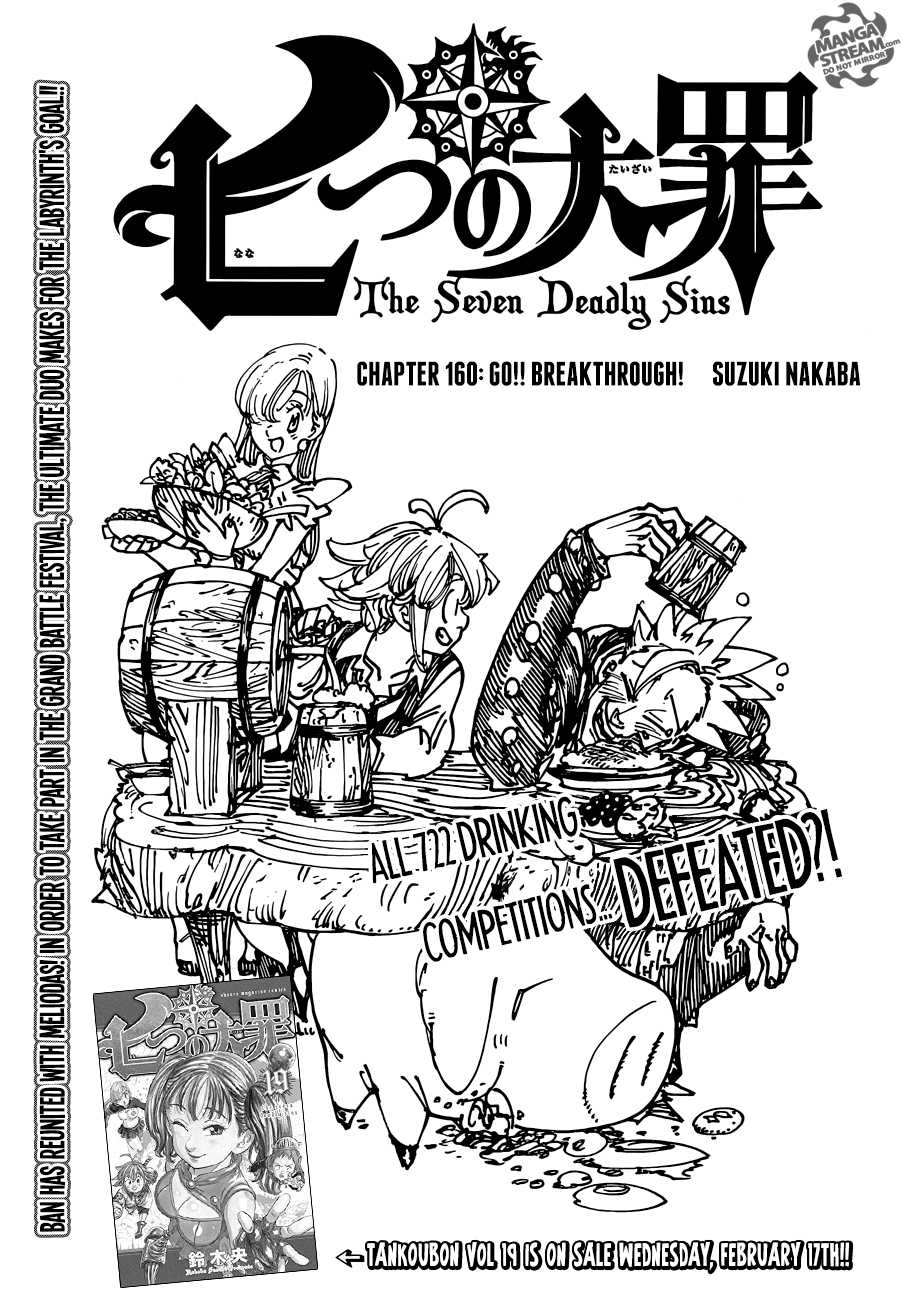 MANGA
STREAM.com
DO NOT MIRROR
七つの大罪
なな
たいざい
The Seven Deadly Sins
CHAPTER 160: GO!! BREAKTHROUGH! SUZUKI NAKABA
BAN HAS REUNITED WITH MELIODAS! IN ORDER TO TAKE PART IN THE GRAND BATTLE FESTIVAL, THE ULTIMATE DUO MAKES FOR THE LABYRINTH'S GOAL!!
ALL 722 DRINKING
COMPETITIONS... DEFEATED?!
七つの大罪
19
鈴木央
TANKOUBON VOL 19 IS ON SALE WEDNESDAY, FEBRUARY 17TH!!